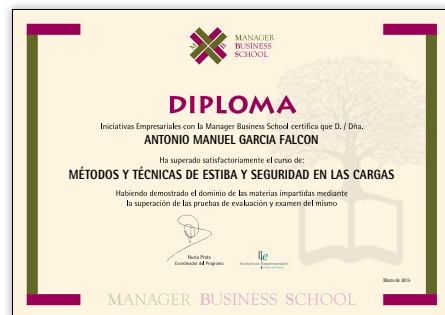 M B
MANAGER
BUSINESS
SCHOOL
DIPLOMA
Iniciativas Empresariales con la Manager Business School certifica que D. / Dña.
ANTONIO MANUEL GARCIA FALCON
Ha superado satisfactoriamente el curso de:
MÉTODOS Y TÉCNICAS DE ESTIBA Y SEGURIDAD EN LAS CARGAS
Habiendo demostrado el dominio de las materias impartidas mediante
la superación de las pruebas de evaluación y examen del mismo
Nuria Prats
Coordinador del Programa
Iniciativas Empresariales
Marzo de 2015
MANAGER BUSINESS SCHOOL